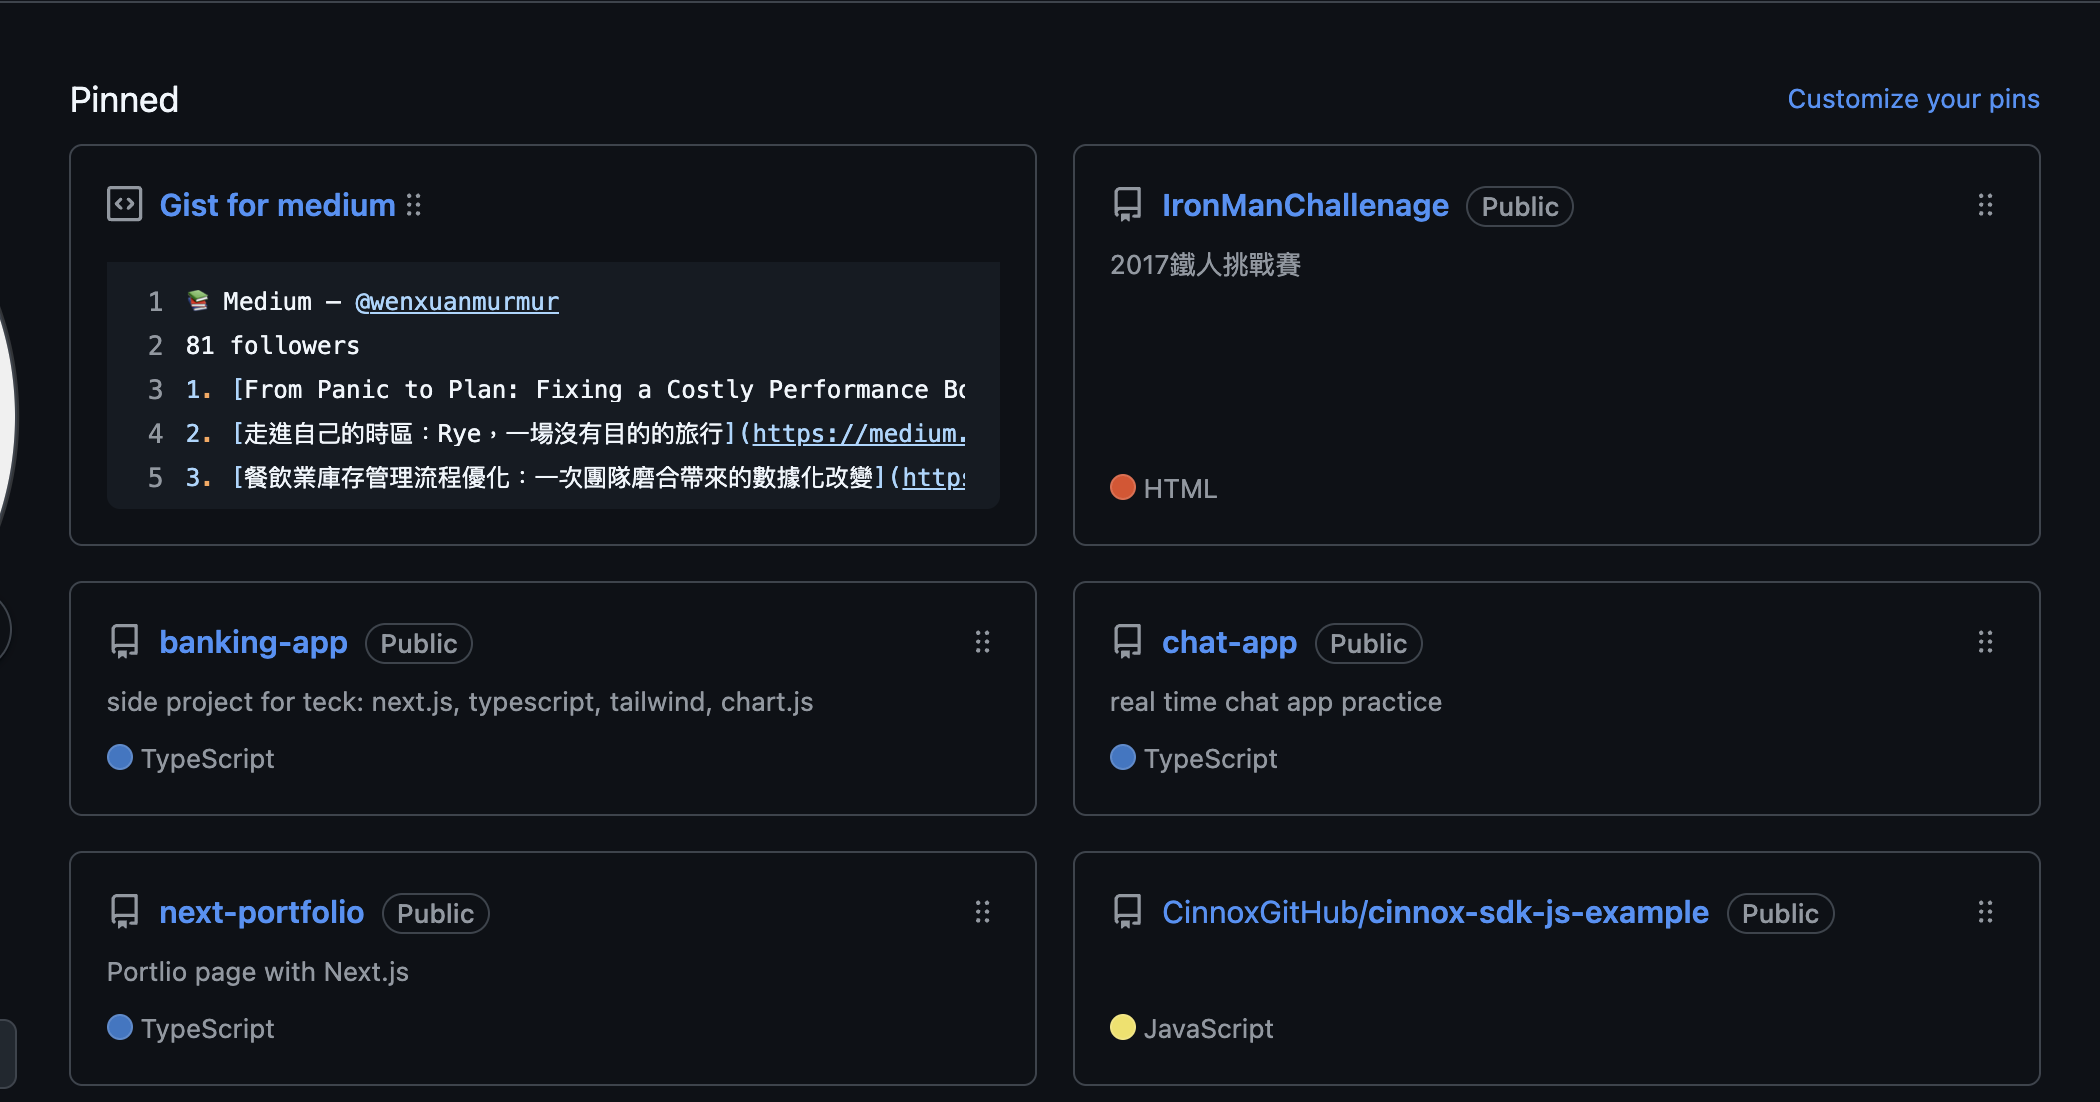 Pinned
Customize your pins
Gist for medium
1 📚 Medium — @wenxuanmurmur
2 81 followers
3 1. [From Panic to Plan: Fixing a Costly Performance Bo
4 2. [走進自己的時區：Rye，一場沒有目的的旅行](https://medium.
5 3. [餐飲業庫存管理流程優化：一次團隊磨合帶來的數據化改變](https
IronManChallenage Public
2017鐵人挑戰賽
HTML
banking-app Public
side project for teck: next.js, typescript, tailwind, chart.js
TypeScript
chat-app Public
real time chat app practice
TypeScript
next-portfolio Public
Portlio page with Next.js
TypeScript
CinnoxGitHub/cinnox-sdk-js-example Public
JavaScript